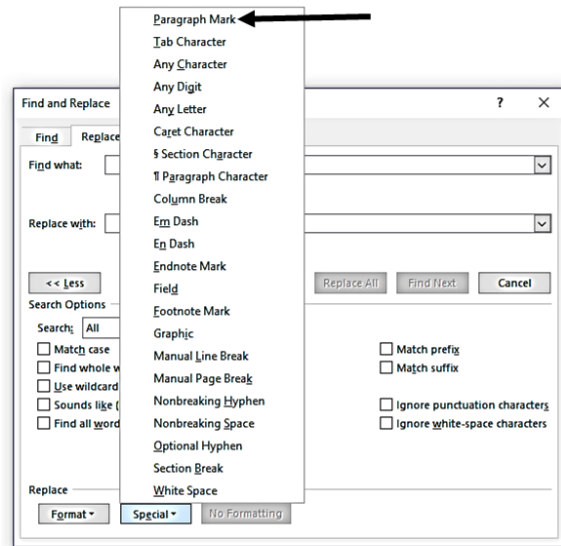 Paragraph Mark
Tab Character
Any Character
Any Digit
Any Letter
Caret Character
§ Section Character
¶ Paragraph Character
Column Break
Em Dash
En Dash
Endnote Mark
Field
Footnote Mark
Graphic
Manual Line Break
Manual Page Break
Nonbreaking Hyphen
Nonbreaking Space
Optional Hyphen
Section Break
White Space
Find and Replace ? ×
Find Replace
Find what:
Replace with:
<< Less Replace All Find Next Cancel
Search Options
Search: All
Match case Match prefix
Find whole w Match suffix
Use wildcard
Sounds like ( Ignore punctuation characters
Find all word Ignore white-space characters
Replace
Format Special No Formatting